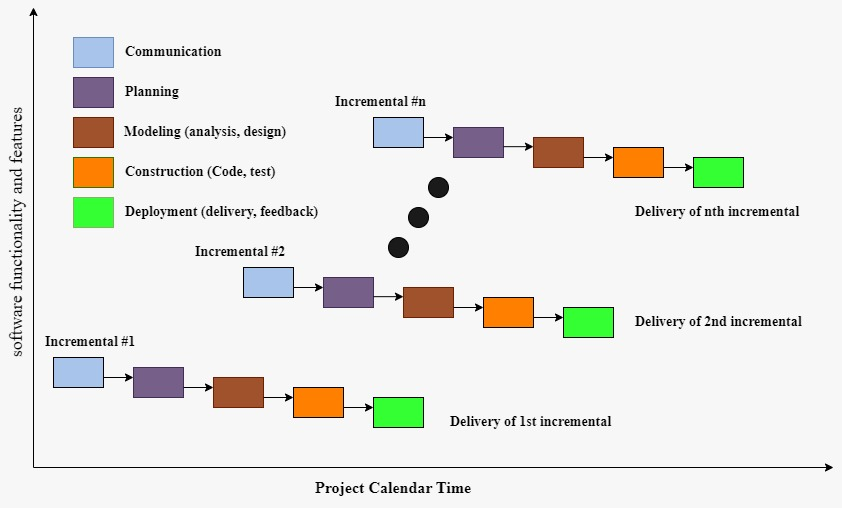 Communication
Planning
Modeling (analysis, design)
Construction (Code, test)
Deployment (delivery, feedback)
software functionality and features
Incremental #n
Delivery of nth incremental
Incremental #2
Delivery of 2nd incremental
Incremental #1
Delivery of 1st incremental
Project Calendar Time